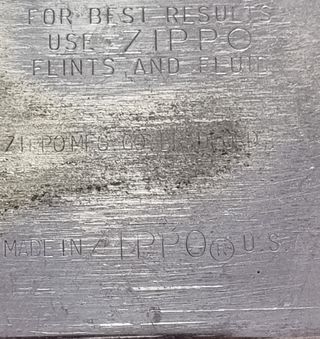 FOR BEST RESULTS
USE ZIPPO
FLINTS AND FLUID
ZIPPO MFG. CO.
MADE IN ZIPPO ® U.S.